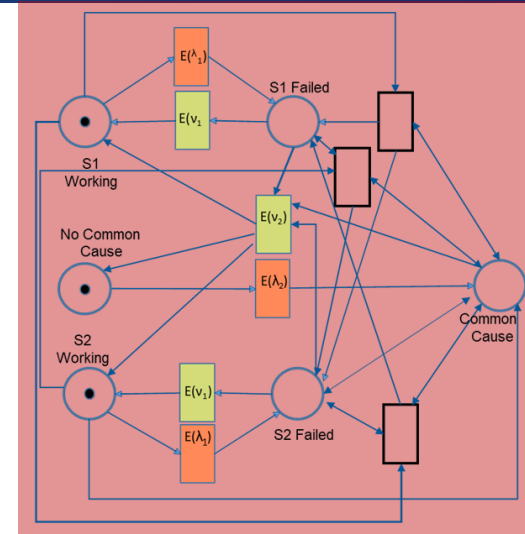 E(λ1)
S1 Failed
E(ν1
S1
Working
E(ν2)
No Common
Cause
E(λ2)
Common
Cause
S2
Working
E(ν1)
E(λ1)
S2 Failed